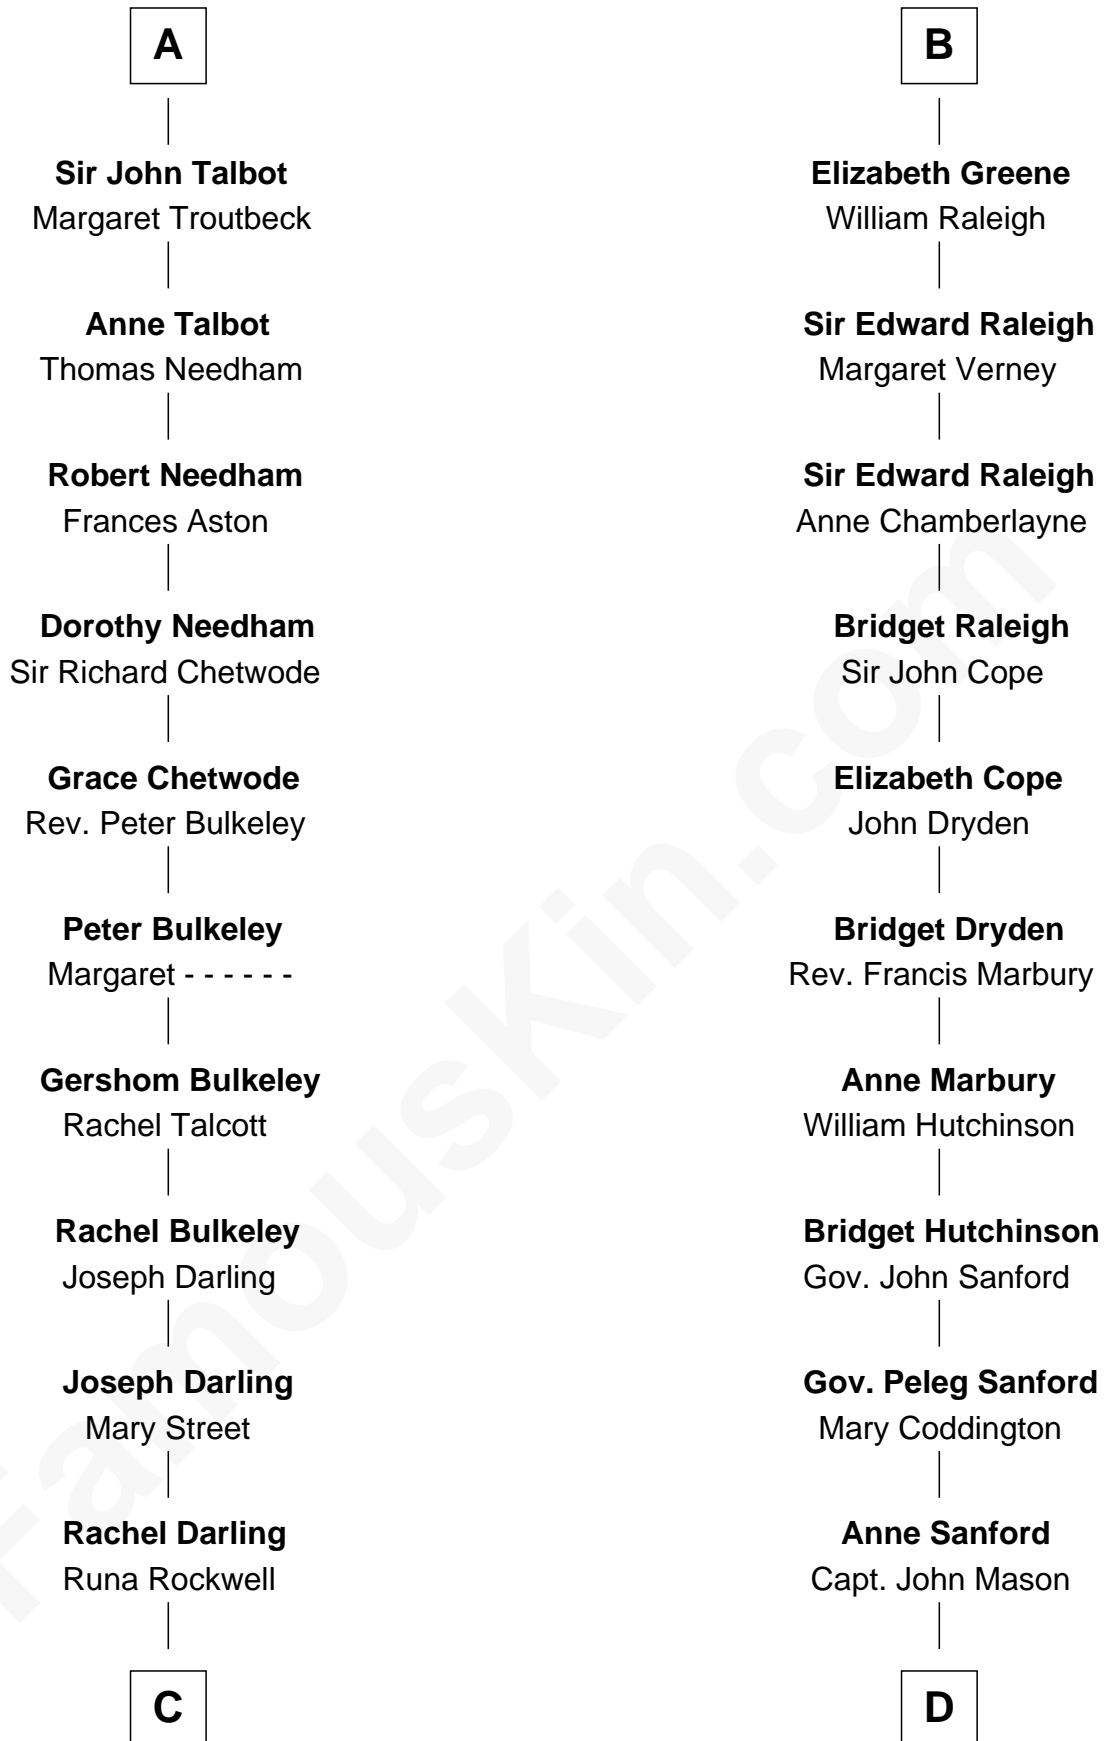 A
Sir John Talbot
Margaret Troutbeck
Anne Talbot
Thomas Needham
Robert Needham
Frances Aston
Dorothy Needham
Sir Richard Chetwode
Grace Chetwode
Rev. Peter Bulkeley
Peter Bulkeley
Margaret - - - - - -
Gershom Bulkeley
Rachel Talcott
Rachel Bulkeley
Joseph Darling
Joseph Darling
Mary Street
Rachel Darling
Runa Rockwell
C
B
Elizabeth Greene
William Raleigh
Sir Edward Raleigh
Margaret Verney
Sir Edward Raleigh
Anne Chamberlayne
Bridget Raleigh
Sir John Cope
Elizabeth Cope
John Dryden
Bridget Dryden
Rev. Francis Marbury
Anne Marbury
William Hutchinson
Bridget Hutchinson
Gov. John Sanford
Gov. Peleg Sanford
Mary Coddington
Anne Sanford
Capt. John Mason
D
FamousKin.com